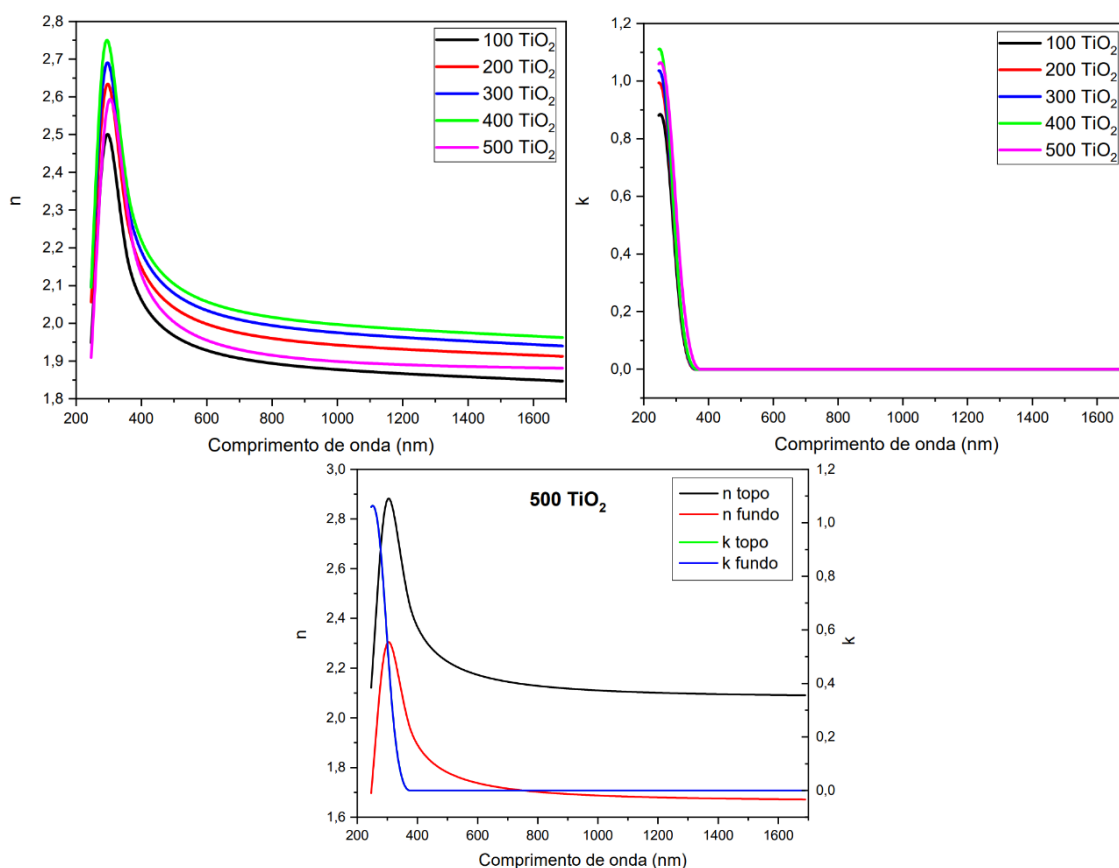 2,8
2,7
2,6
2,5
2,4
2,3
2,2
2,1
2,0
1,9
1,8
n
200 400 600 800 1000 1200 1400 1600
Comprimento de onda (nm)
100 TiO2
200 TiO2
300 TiO2
400 TiO2
500 TiO2
1,2
1,0
0,8
0,6
0,4
0,2
0,0
k
200 400 600 800 1000 1200 1400 1600
Comprimento de onda (nm)
100 TiO2
200 TiO2
300 TiO2
400 TiO2
500 TiO2
500 TiO2
3,0
2,8
2,6
2,4
2,2
2,0
1,8
1,6
n
n topo
n fundo
k topo
k fundo
1,2
1,0
0,8
0,6
0,4
0,2
0,0
k
200 400 600 800 1000 1200 1400 1600
Comprimento de onda (nm)